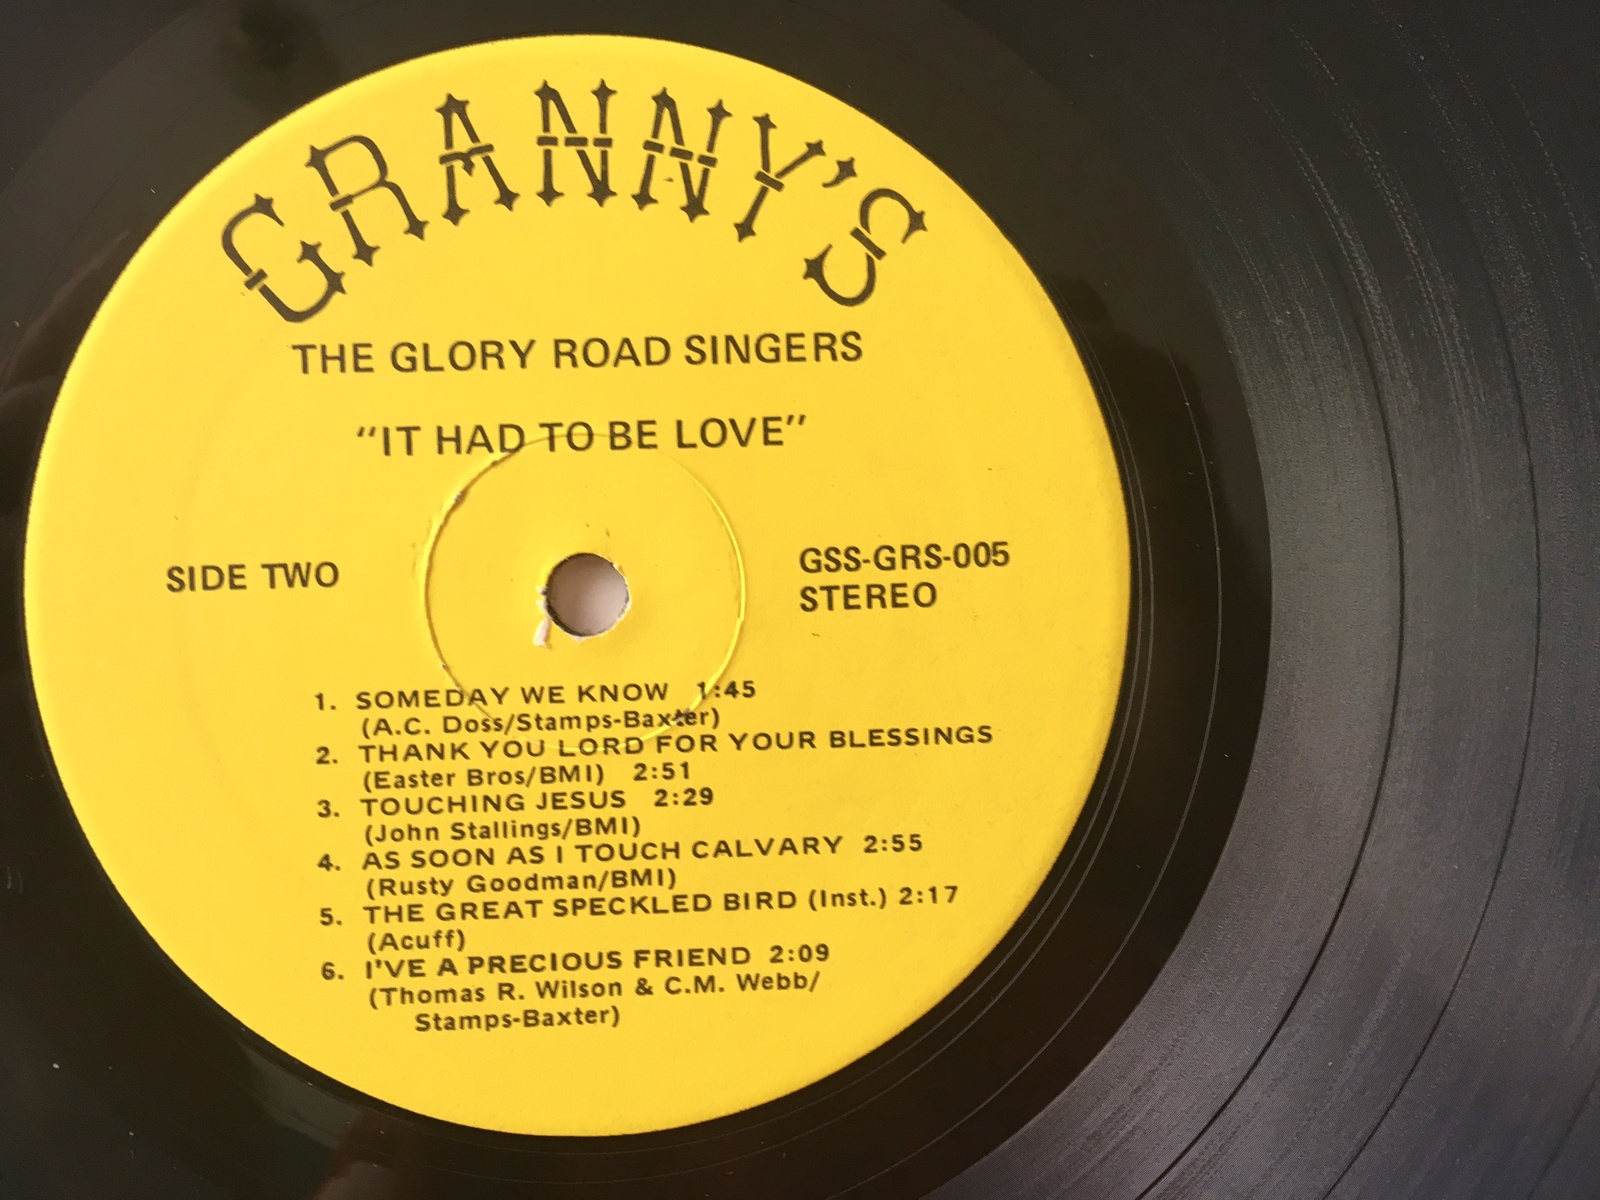 GRANNY'S
THE GLORY ROAD SINGERS
"IT HAD TO BE LOVE"
SIDE TWO
GSS-GRS-005
STEREO
1. SOMEDAY WE KNOW 1:45
(A.C. Doss/Stamps-Baxter)
2. THANK YOU LORD FOR YOUR BLESSINGS
(Easter Bros/BMI) 2:51
3. TOUCHING JESUS 2:29
(John Stallings/BMI)
4. AS SOON AS I TOUCH CALVARY 2:55
(Rusty Goodman/BMI)
5. THE GREAT SPECKLED BIRD (Inst.) 2:17
(Acuff)
6. I'VE A PRECIOUS FRIEND 2:09
(Thomas R. Wilson & C.M. Webb/
Stamps-Baxter)